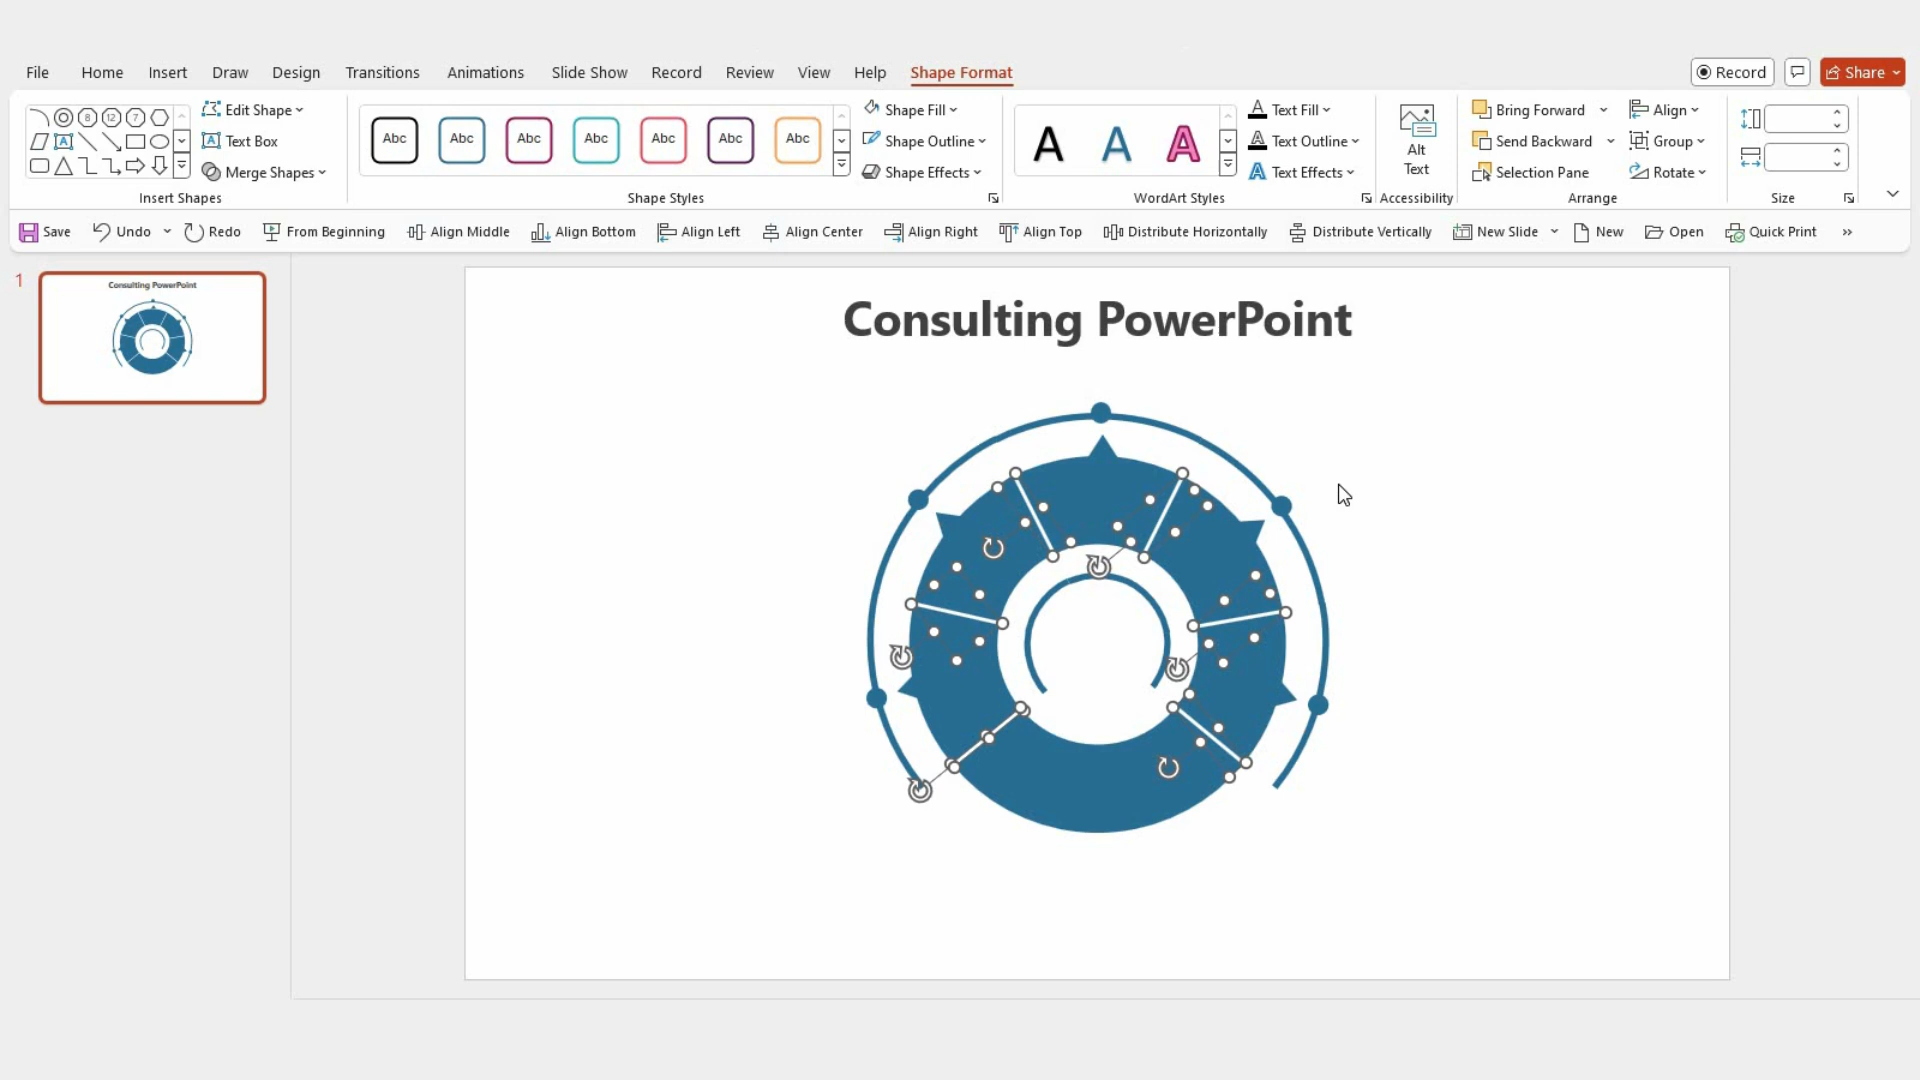 File Home Insert Draw Design Transitions Animations Slide Show Record Review View Help Shape Format Record Share
8 12 7
Edit Shape
Text Box
Merge Shapes
Insert Shapes
Abc Abc Abc Abc Abc Abc Abc
Shape Fill
Shape Outline
Shape Effects
Shape Styles
A A A
Text Fill
Text Outline
Text Effects
WordArt Styles
Alt
Text
Accessibility
Bring Forward
Send Backward
Selection Pane
Align
Group
Rotate
Arrange
Size
Save Undo Redo From Beginning Align Middle Align Bottom Align Left Align Center Align Right Align Top Distribute Horizontally Distribute Vertically New Slide New Open Quick Print »
1
Consulting PowerPoint
Consulting PowerPoint